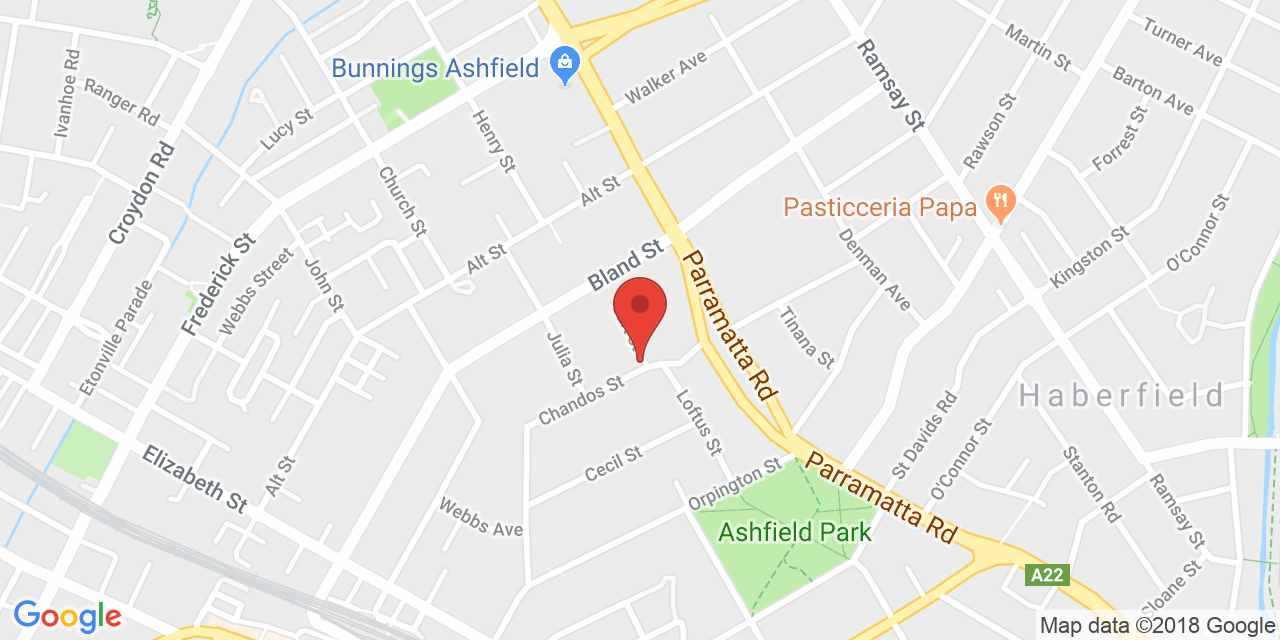 Turner Ave
Martin St
Ramsay St
Bunnings Ashfield
Walker Ave
Barton Ave
Ivanhoe Rd
Ranger Rd
Lucy St
Henry St
Rawson St
Forrest St
Croydon Rd
Church St
Alt St
Pasticceria Papa
Denman Ave
Kingston St
O'Connor St
Frederick St
Webbs Street
John St
Alt St
Bland St
Parramatta Rd
Tinana St
Etonville Parade
Julia St
Chandos St
Loftus St
Haberfield
St Davids Rd
O'Connor St
Elizabeth St
Alt St
Cecil St
Orpington St
Parramatta Rd
Stanton Rd
Ramsay St
Webbs Ave
Ashfield Park
A22
Sloane St
Google
Map data ©2018 Google